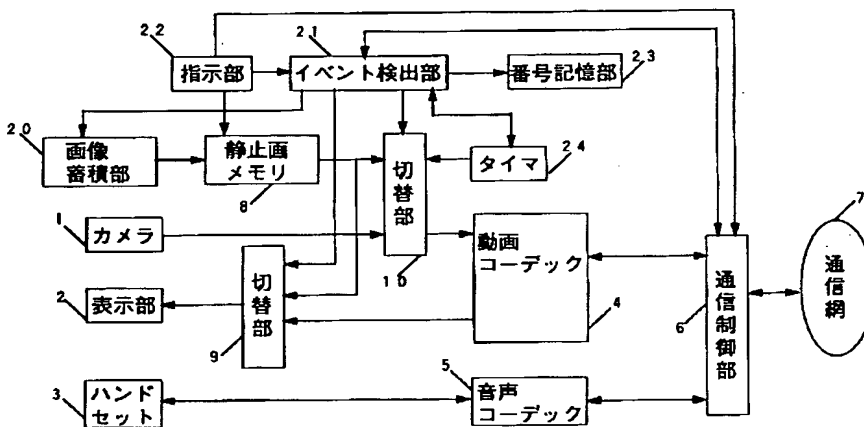 ２２
２１
指示部
イベント検出部
番号記憶部
２３
２０
画像
蓄積部
静止画
メモリ
８
切
替
部
タイマ
２４
１
カメラ
動画
コーデック
７
通
信
網
１０
２
表示部
切
替
部
９
４
６
通
信
制
御
部
３
ハンド
セット
５
音声
コーデック